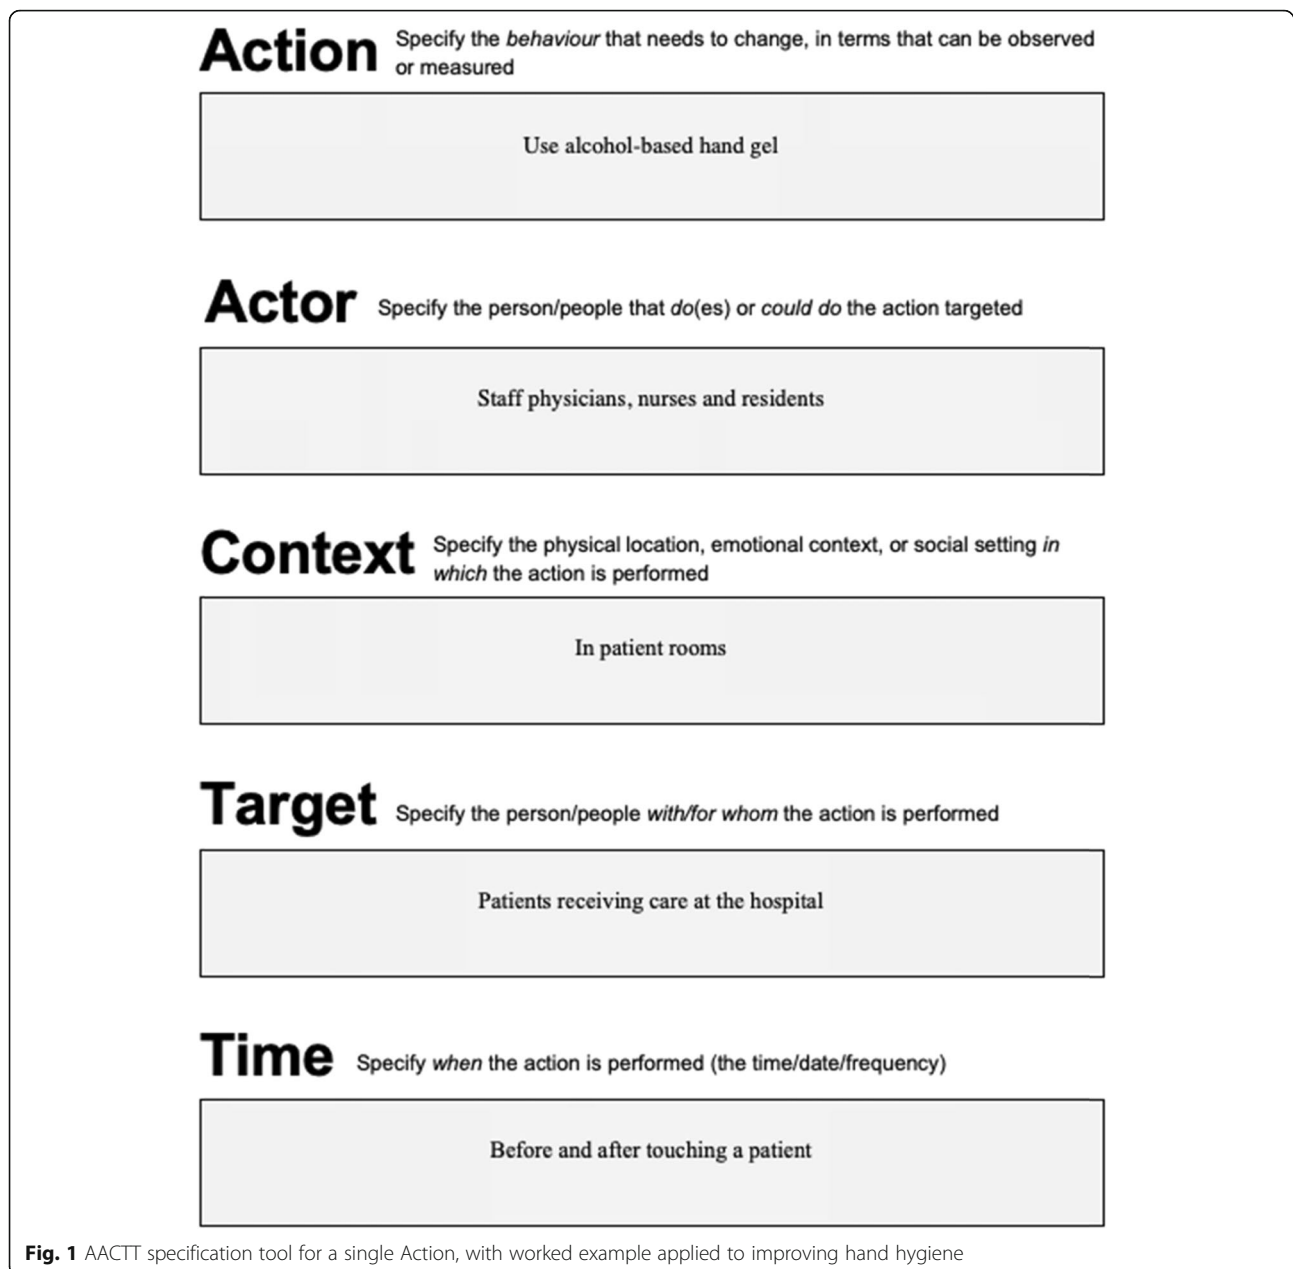 Action Specify the behaviour that needs to change, in terms that can be observed
or measured
Use alcohol-based hand gel
Actor Specify the person/people that do(es) or could do the action targeted
Staff physicians, nurses and residents
Context Specify the physical location, emotional context, or social setting in
which the action is performed
In patient rooms
Target Specify the person/people with/for whom the action is performed
Patients receiving care at the hospital
Time Specify when the action is performed (the time/date/frequency)
Before and after touching a patient
Fig. 1 AACTT specification tool for a single Action, with worked example applied to improving hand hygiene